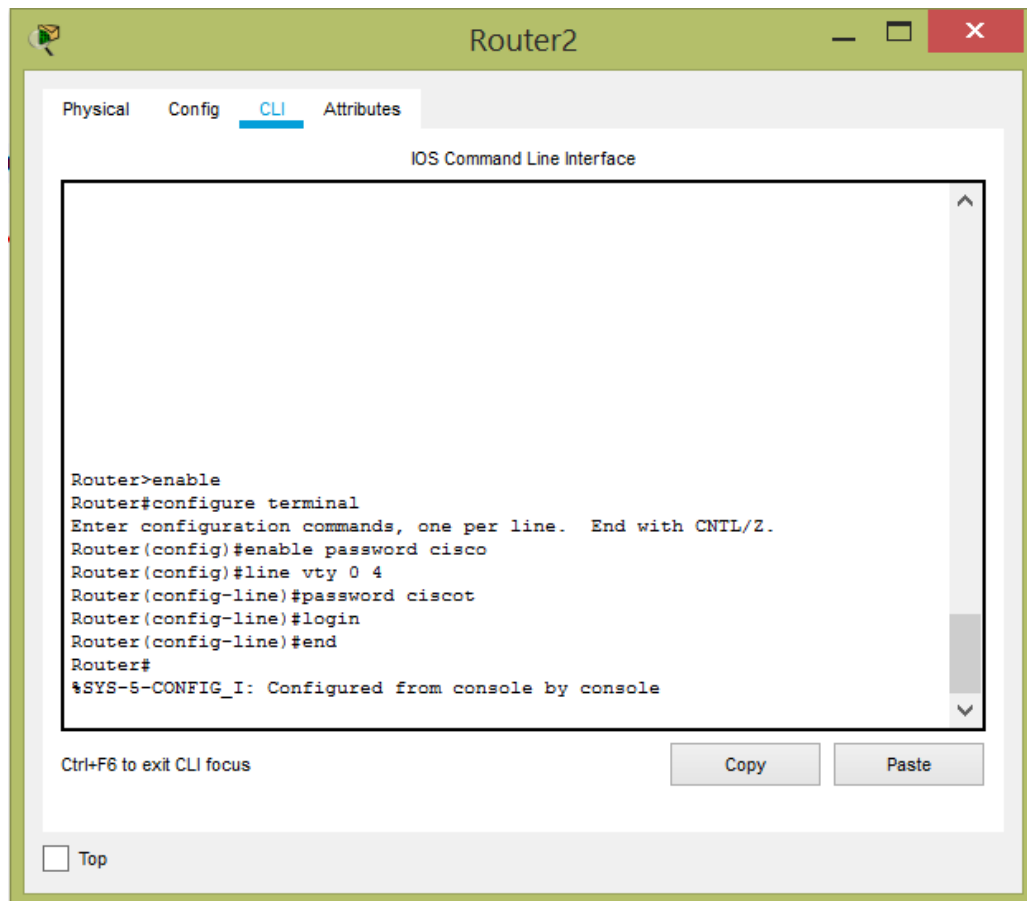 Router2
Physical Config CLI Attributes
IOS Command Line Interface
Router>enable
Router#configure terminal
Enter configuration commands, one per line.  End with CNTL/Z.
Router(config)#enable password cisco
Router(config)#line vty 0 4
Router(config-line)#password ciscot
Router(config-line)#login
Router(config-line)#end
Router#
%SYS-5-CONFIG_I: Configured from console by console
Ctrl+F6 to exit CLI focus Copy Paste
Top